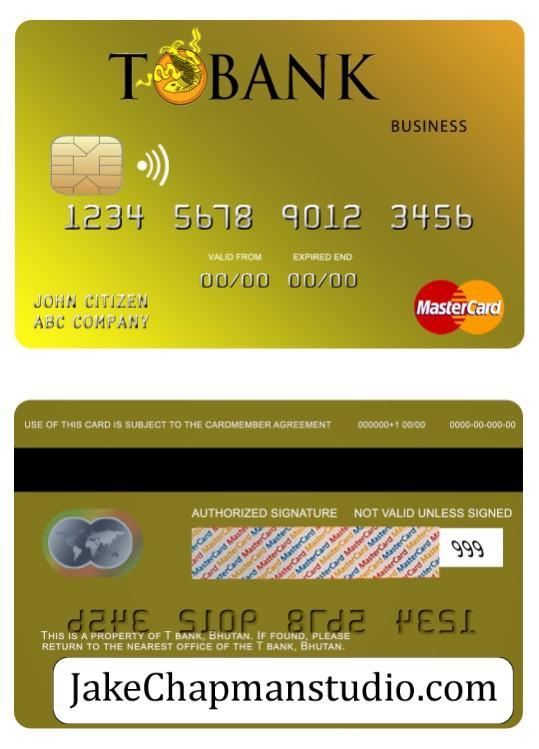 T BANK
BUSINESS
1234 5678 9012 3456
VALID FROM EXPIRED END
00/00 00/00
JOHN CITIZEN
ABC COMPANY
MasterCard
USE OF THIS CARD IS SUBJECT TO THE CARDMEMBER AGREEMENT 000000+1 00/00 0000-00-000-00
AUTHORIZED SIGNATURE NOT VALID UNLESS SIGNED
MasterCard MasterCard MasterCard
999
THIS IS A PROPERTY OF T BANK, BHUTAN. IF FOUND, PLEASE
RETURN TO THE NEAREST OFFICE OF THE T BANK, BHUTAN.
JakeChapmanstudio.com